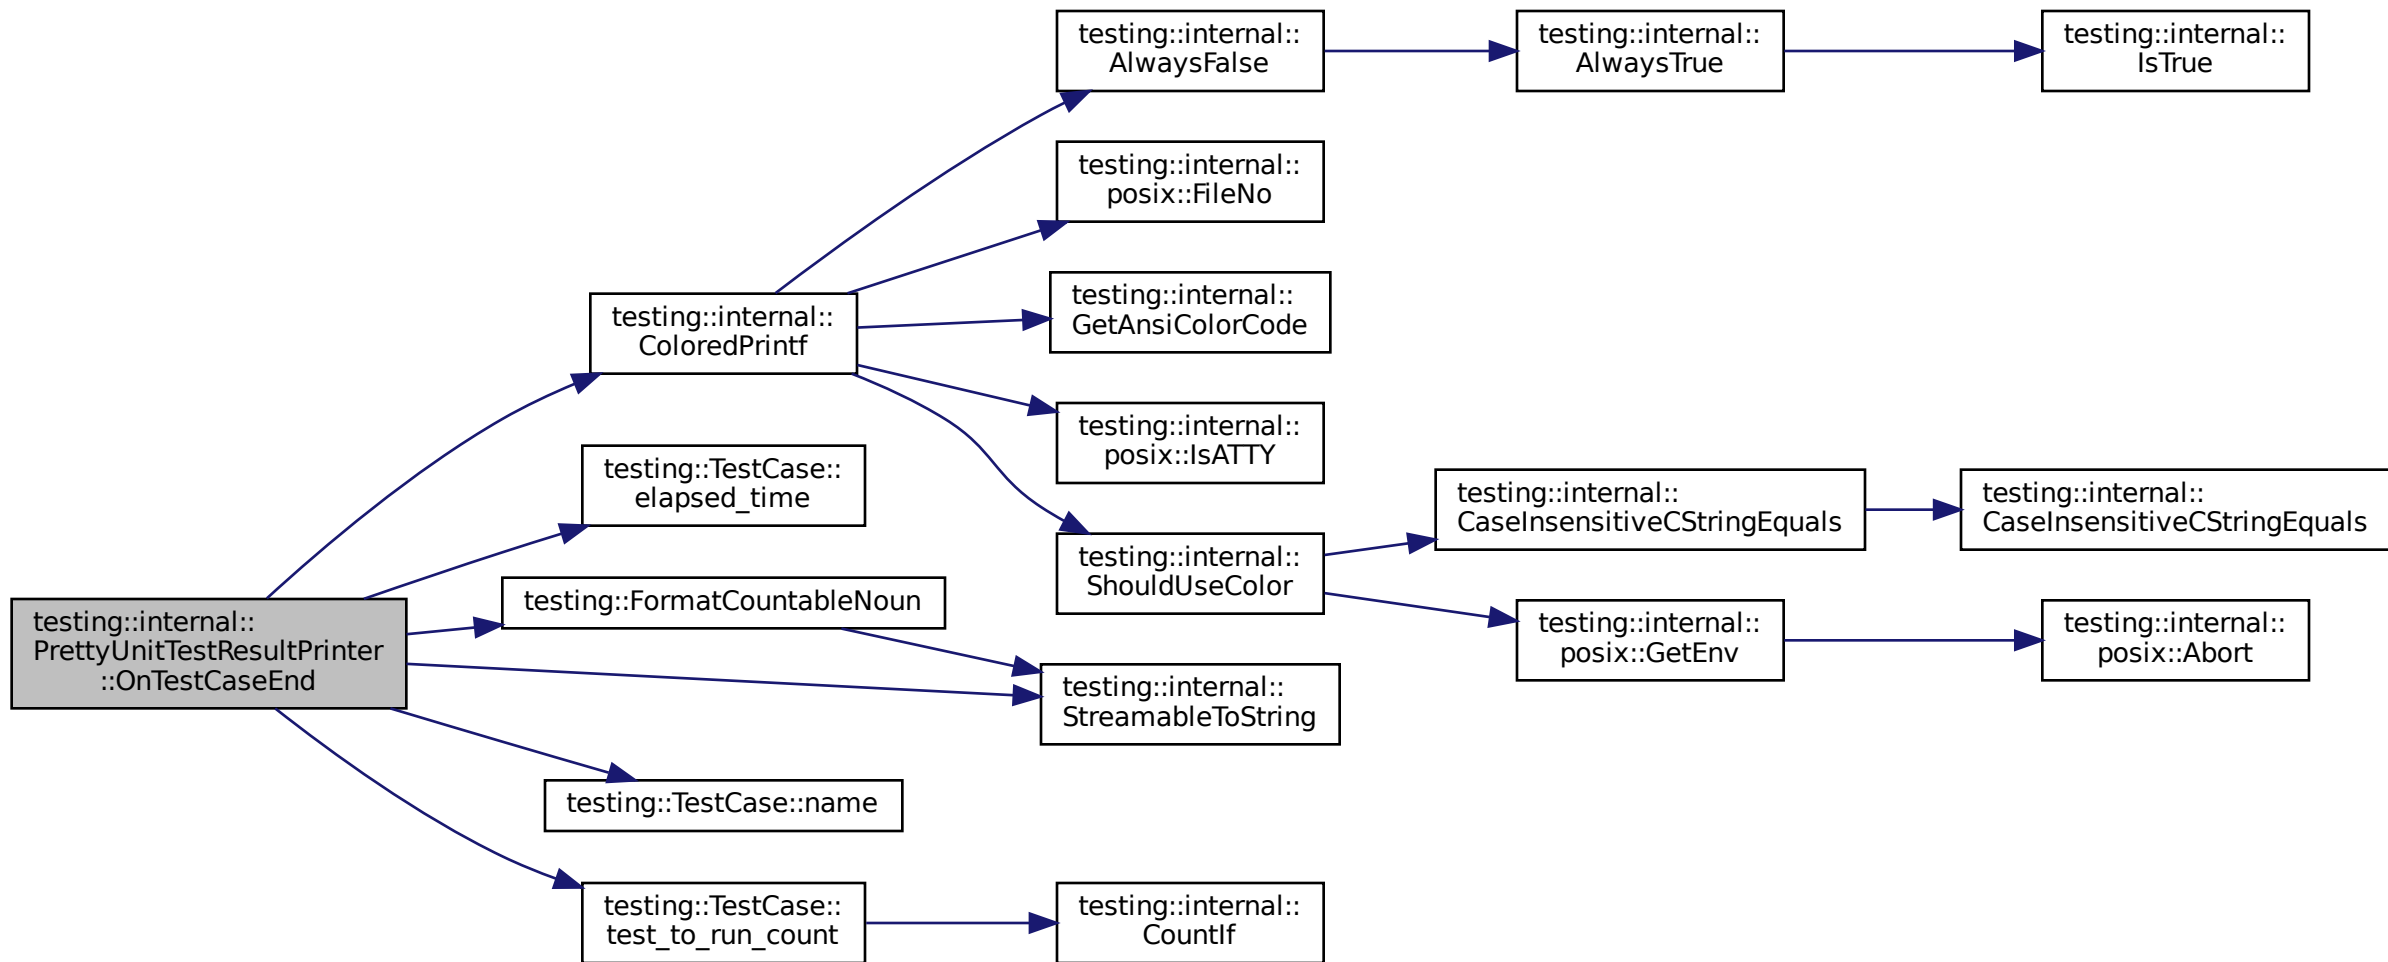 testing::internal::
PrettyUnitTestResultPrinter
::OnTestCaseEnd
testing::internal::
ColoredPrintf
testing::TestCase::
elapsed_time
testing::FormatCountableNoun
testing::TestCase::name
testing::TestCase::
test_to_run_count
testing::internal::
AlwaysFalse
testing::internal::
posix::FileNo
testing::internal::
GetAnsiColorCode
testing::internal::
posix::IsATTY
testing::internal::
ShouldUseColor
testing::internal::
StreamableToString
testing::internal::
CountIf
testing::internal::
AlwaysTrue
testing::internal::
CaseInsensitiveCStringEquals
testing::internal::
posix::GetEnv
testing::internal::
IsTrue
testing::internal::
CaseInsensitiveCStringEquals
testing::internal::
posix::Abort